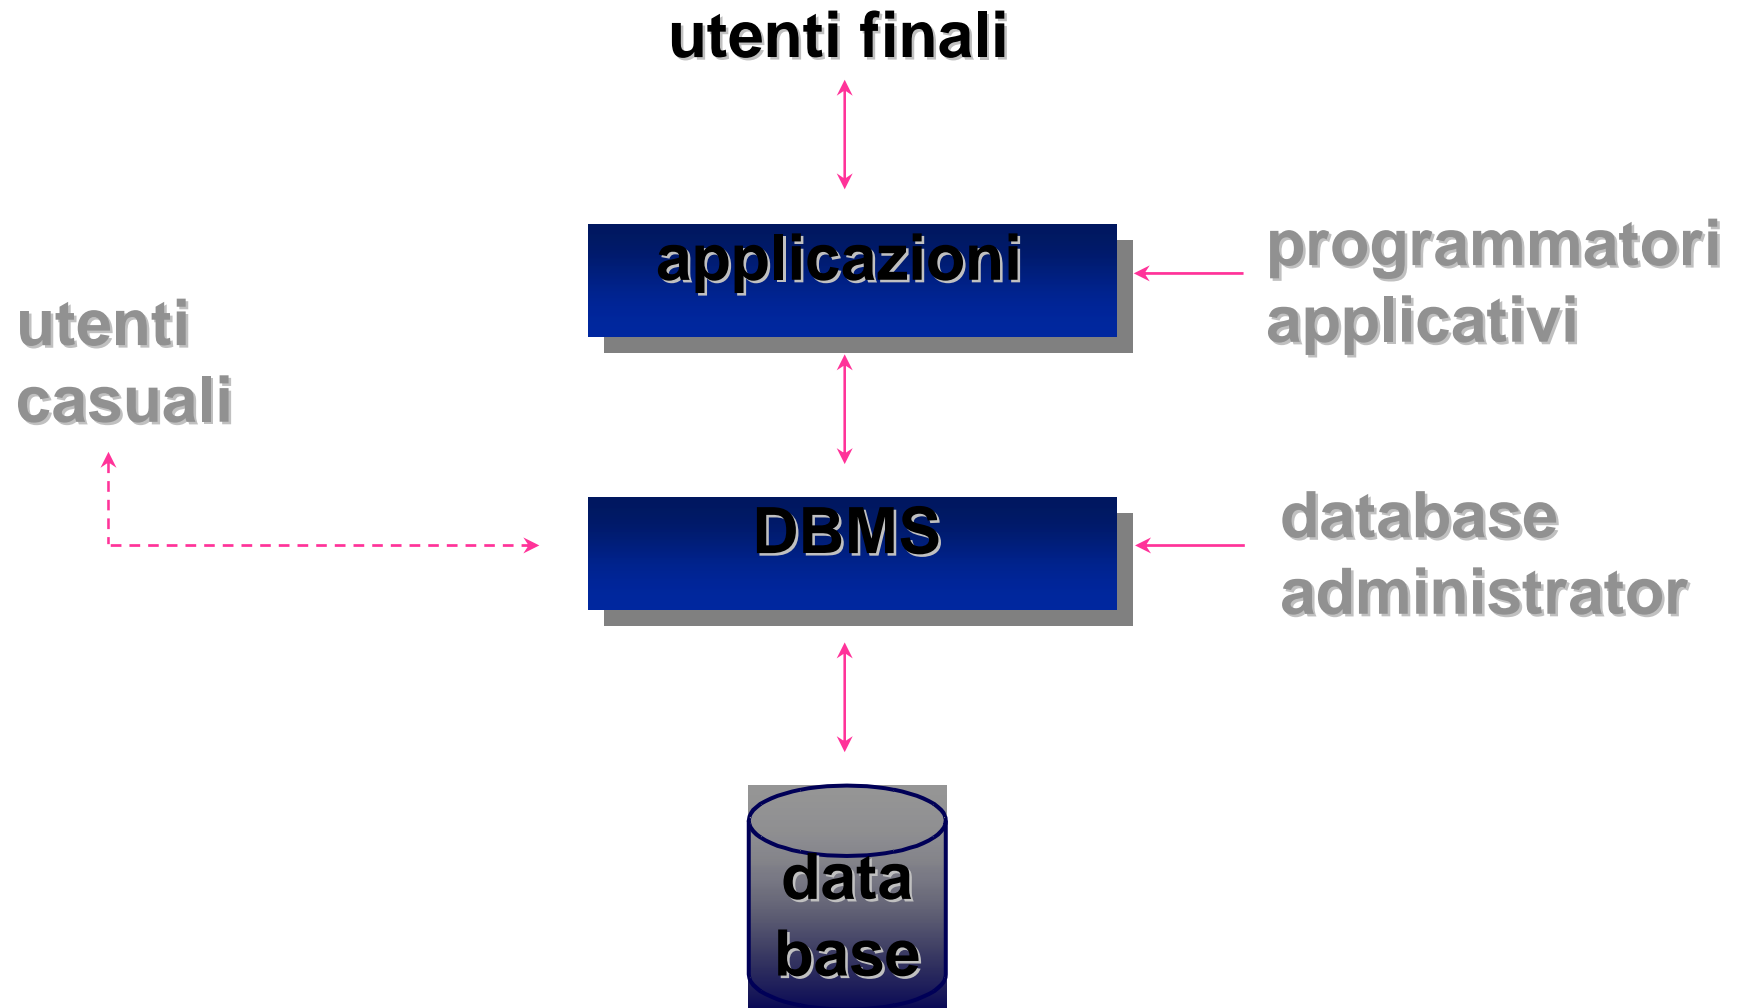 utenti finali
applicazioni
programmatori
applicativi
utenti
casuali
DBMS
database
administrator
data
base